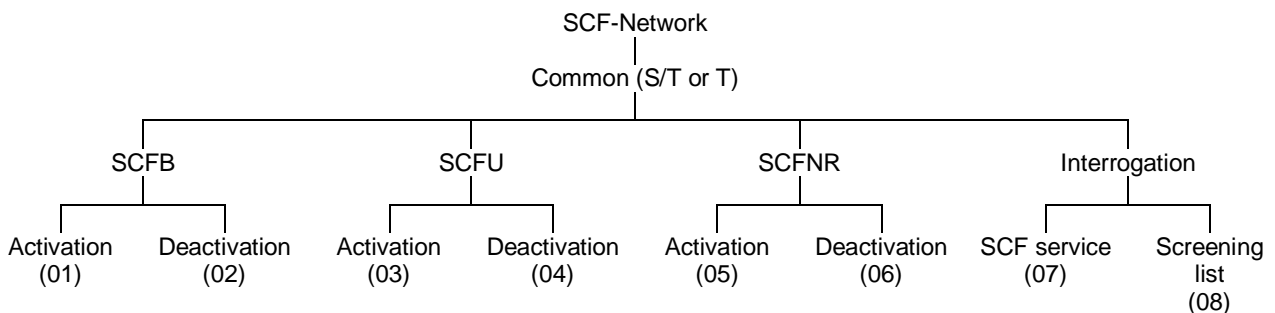 SCF-Network
Common (S/T or T)
SCFB
SCFU
SCFNR
Interrogation
Activation
(01)
Deactivation
(02)
Activation
(03)
Deactivation
(04)
Activation
(05)
Deactivation
(06)
SCF service
(07)
Screening
list
(08)